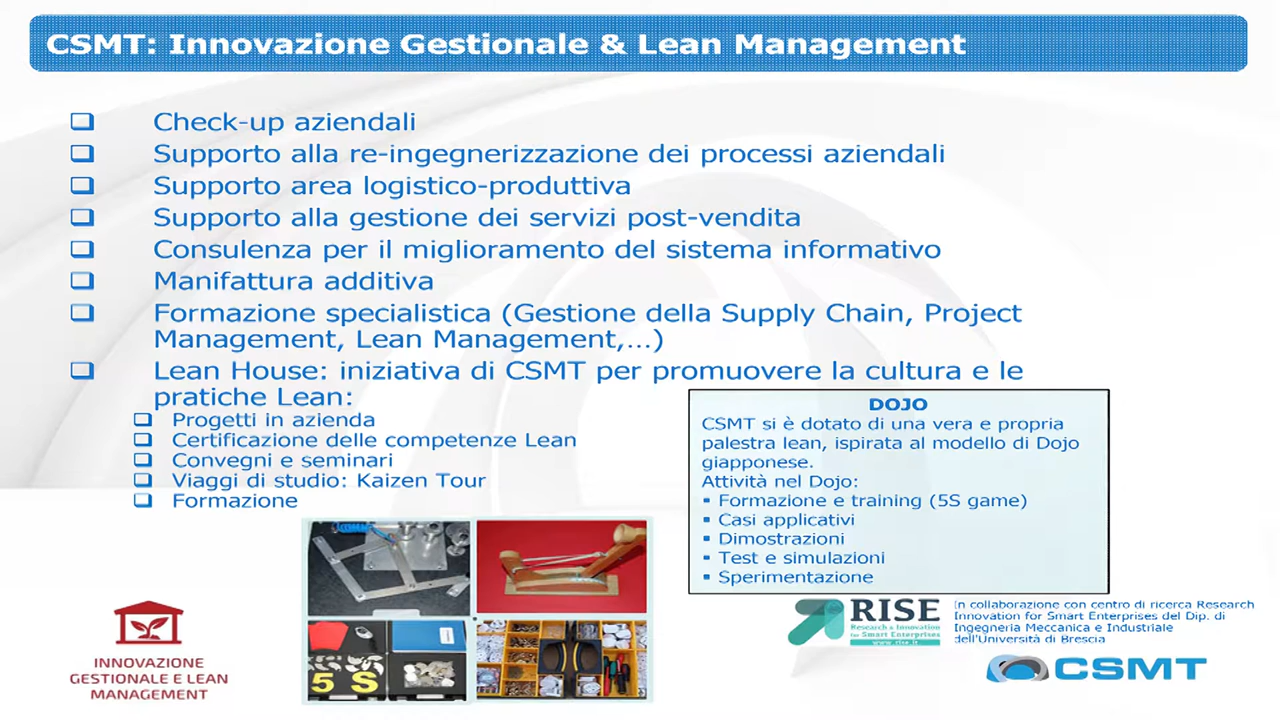 CSMT: Innovazione Gestionale & Lean Management
Check-up aziendali
Supporto alla re-ingegnerizzazione dei processi aziendali
Supporto area logistico-produttiva
Supporto alla gestione dei servizi post-vendita
Consulenza per il miglioramento del sistema informativo
Manifattura additiva
Formazione specialistica (Gestione della Supply Chain, Project
Management, Lean Management,...)
Lean House: iniziativa di CSMT per promuovere la cultura e le
pratiche Lean:
Progetti in azienda
Certificazione delle competenze Lean
Convegni e seminari
Viaggi di studio: Kaizen Tour
Formazione
DOJO
CSMT si è dotato di una vera e propria
palestra lean, ispirata al modello di Dojo
giapponese.
Attività nel Dojo:
▪ Formazione e training (5S game)
▪ Casi applicativi
▪ Dimostrazioni
▪ Test e simulazioni
▪ Sperimentazione
5 S
INNOVAZIONE
GESTIONALE E LEAN
MANAGEMENT
RISE
Research & Innovation
for Smart Enterprises
www.rise.it
In collaborazione con centro di ricerca Research
Innovation for Smart Enterprises del Dip. di
Ingegneria Meccanica e Industriale
dell'Università di Brescia
CSMT